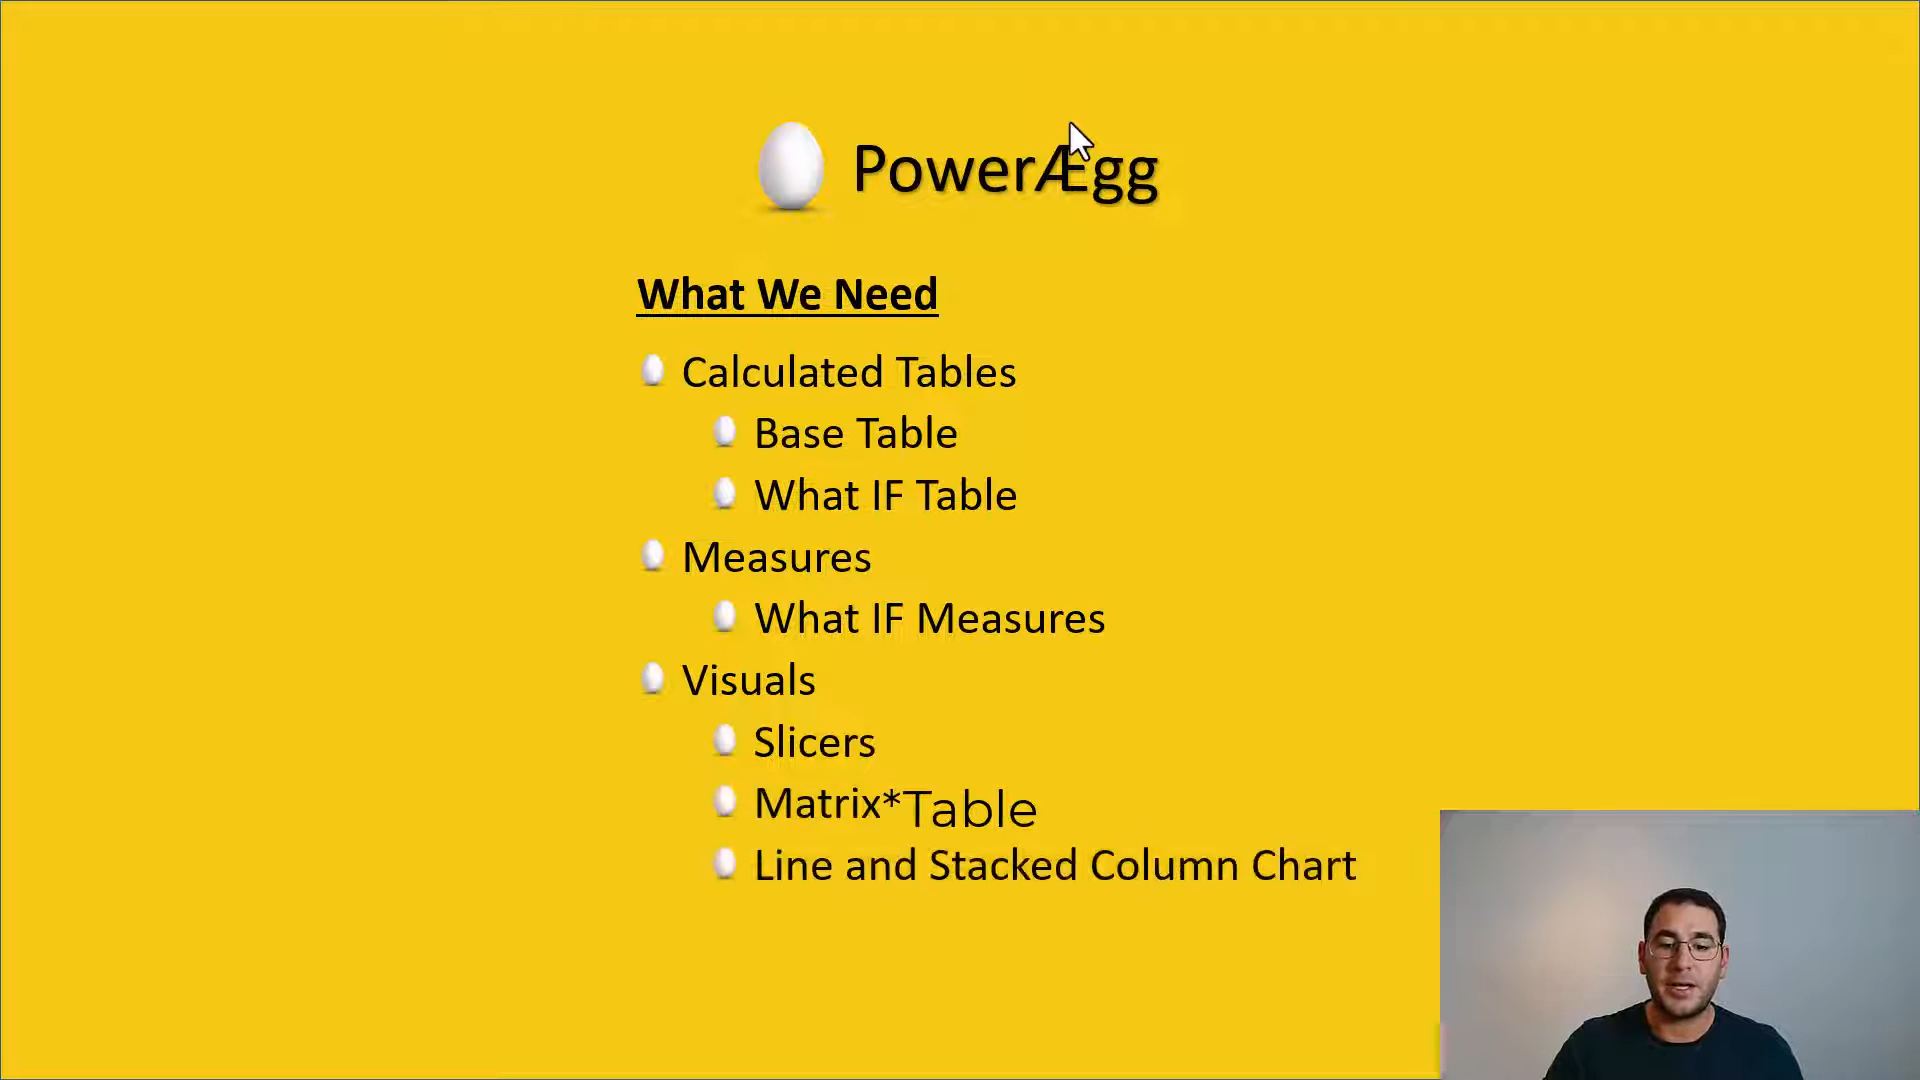 PowerÆgg
What We Need
Calculated Tables
Base Table
What IF Table
Measures
What IF Measures
Visuals
Slicers
Matrix*Table
Line and Stacked Column Chart